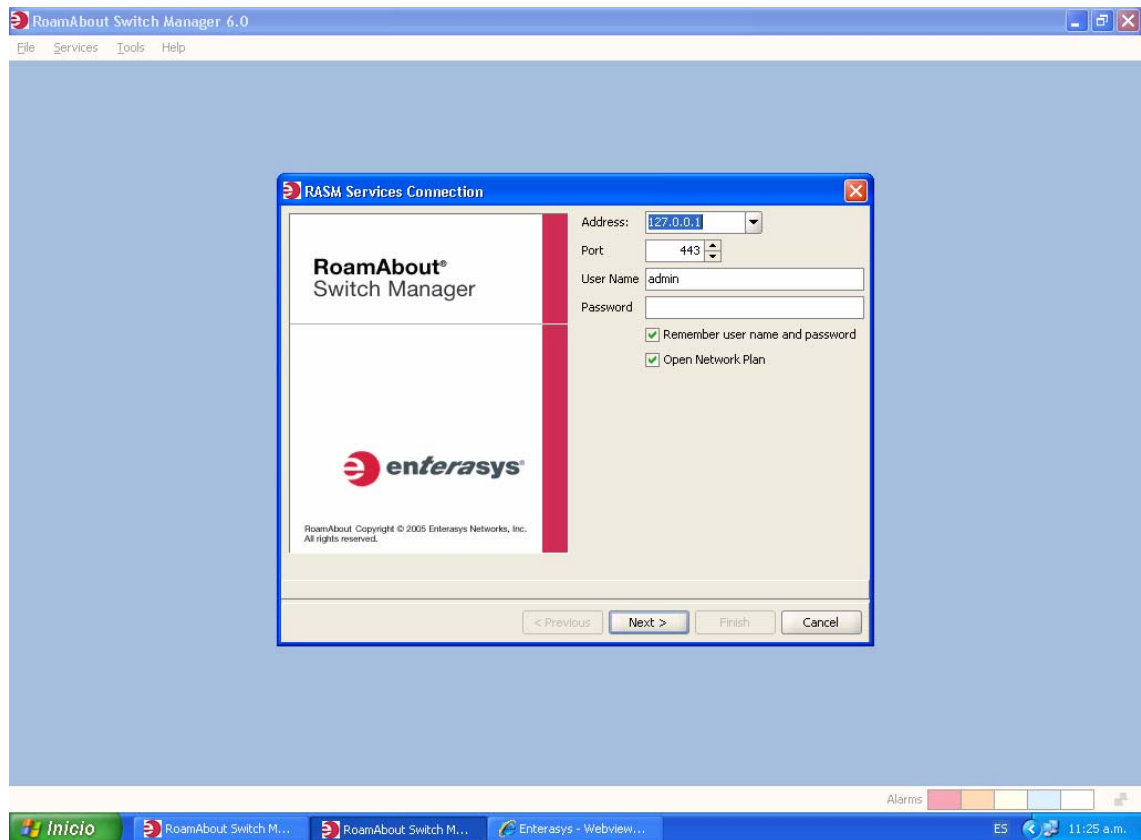 RoamAbout Switch Manager 6.0
File Services Tools Help
RASM Services Connection
RoamAbout®
Switch Manager
enterasys®
RoamAbout Copyright © 2005 Enterasys Networks, Inc.
All rights reserved.
Address: 127.0.0.1
Port 443
User Name admin
Password
Remember user name and password
Open Network Plan
< Previous Next > Finish Cancel
Alarms
Inicio RoamAbout Switch M... RoamAbout Switch M... Enterasys - Webview... ES 11:25 a.m.